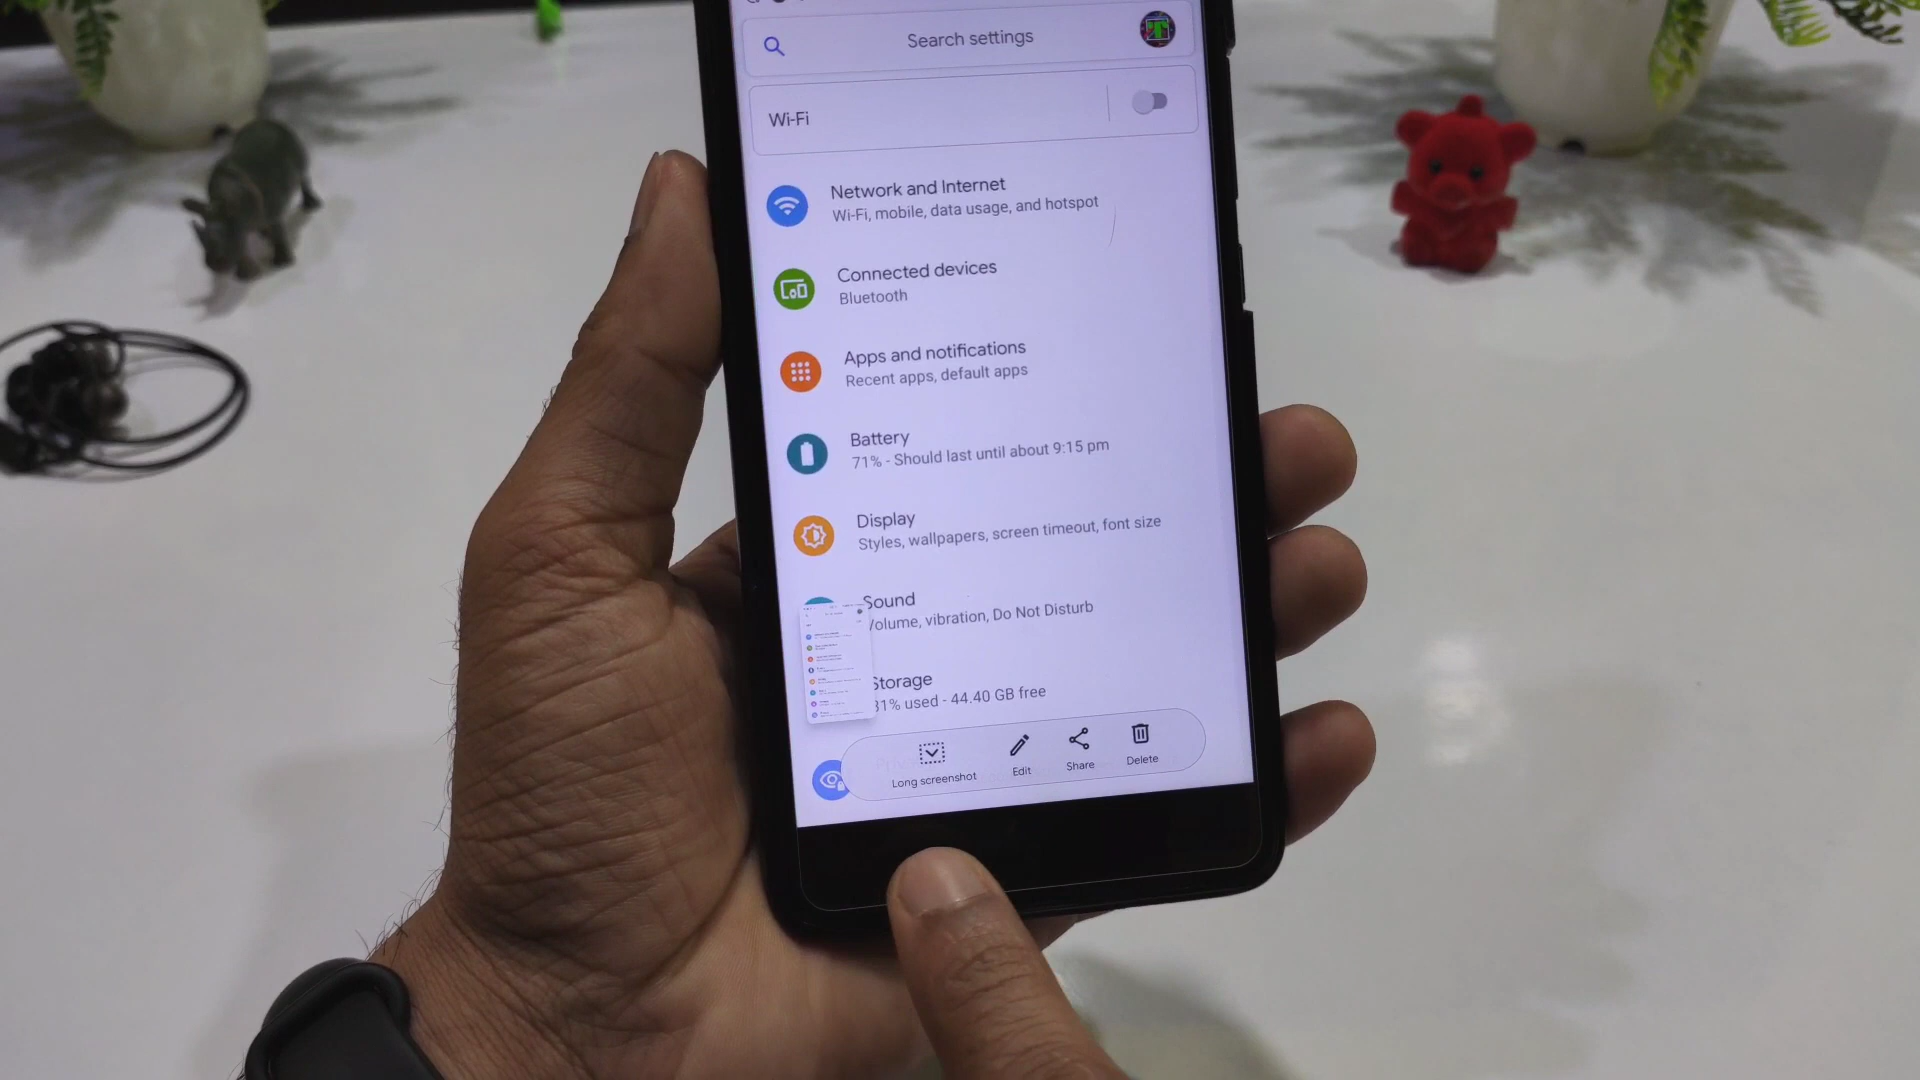 Search settings
Wi-Fi
Network and Internet
Wi-Fi, mobile, data usage, and hotspot
Connected devices
Bluetooth
Apps and notifications
Recent apps, default apps
Battery
71% - Should last until about 9:15 pm
Display
Styles, wallpapers, screen timeout, font size
Sound
Volume, vibration, Do Not Disturb
Storage
31% used - 44.40 GB free
Long screenshot
Edit
Share
Delete